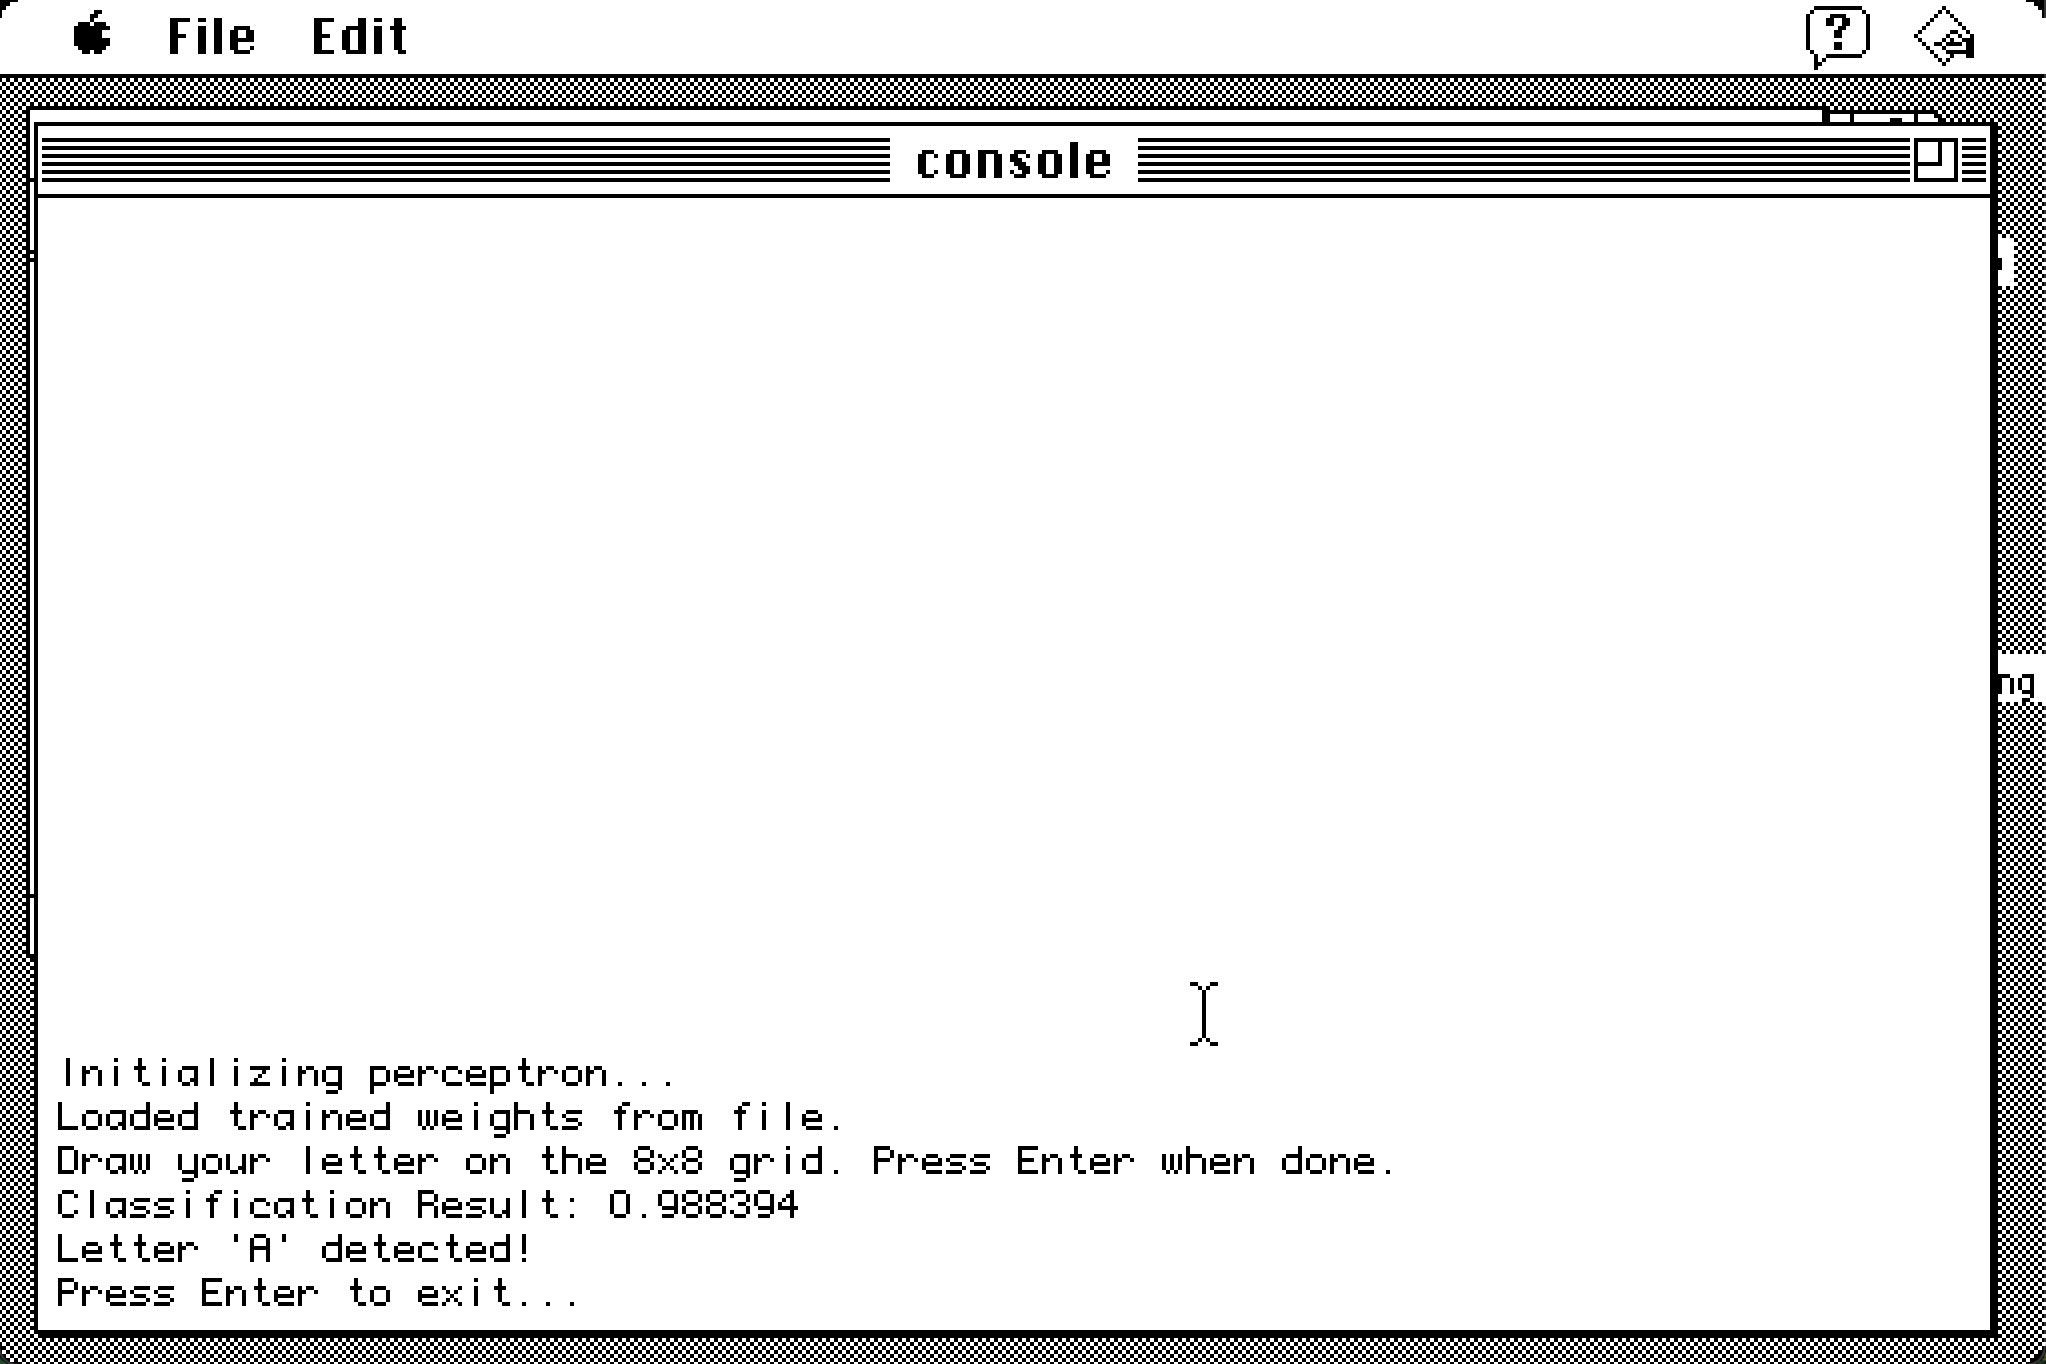 File Edit
?
console
ng
Initializing perceptron...
Loaded trained weights from file.
Draw your letter on the 8x8 grid. Press Enter when done.
Classification Result: 0.988394
Letter 'A' detected!
Press Enter to exit...